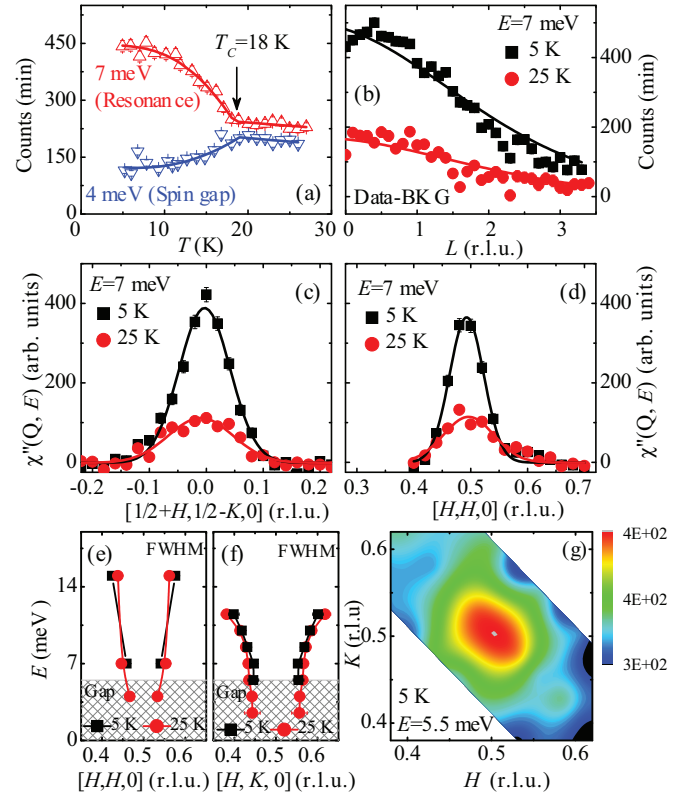 450
300
150
0
Counts (min)
7 meV
(Resonance)
T_C=18 K
4 meV (Spin gap)
(a)
0
10
20
30
T (K)
E=7 meV
5 K
25 K
(b)
Data-BK G
400
200
0
Counts (min)
0
1
2
3
L (r.l.u.)
χ"(Q, E) (arb. units)
400
200
0
E=7 meV
5 K
25 K
(c)
-0.2
-0.1
0.0
0.1
0.2
[1/2+H,1/2-K,0] (r.l.u.)
E=7 meV
5 K
25 K
(d)
400
200
0
χ"(Q, E) (arb. units)
0.3
0.4
0.5
0.6
0.7
[H,H,0] (r.l.u.)
(e)
FWHM
E (meV)
14
7
0
Gap
5 K
25 K
0.4
0.5
0.6
[H,H,0] (r.l.u.)
(f)
FWHM
Gap
5 K
25 K
0.4
0.5
0.6
[H, K, 0] (r.l.u.)
(g)
0.6
0.5
0.4
K (r.l.u)
5 K
E=5.5 meV
0.4
0.5
0.6
H (r.l.u.)
4E+02
4E+02
3E+02